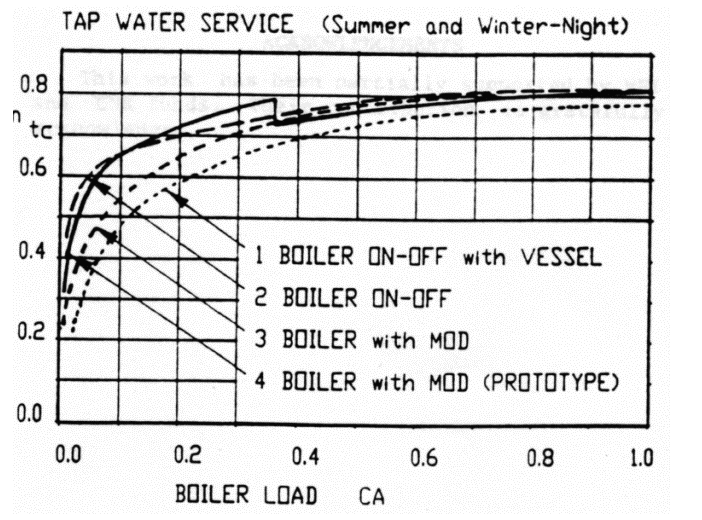 TAP WATER SERVICE (Summer and Winter-Night)
0.8
η tc
0.6
0.4
0.2
0.0
1 BOILER ON-OFF with VESSEL
2 BOILER ON-OFF
3 BOILER with MOD
4 BOILER with MOD (PROTOTYPE)
0.0 0.2 0.4 0.6 0.8 1.0
BOILER LOAD CA